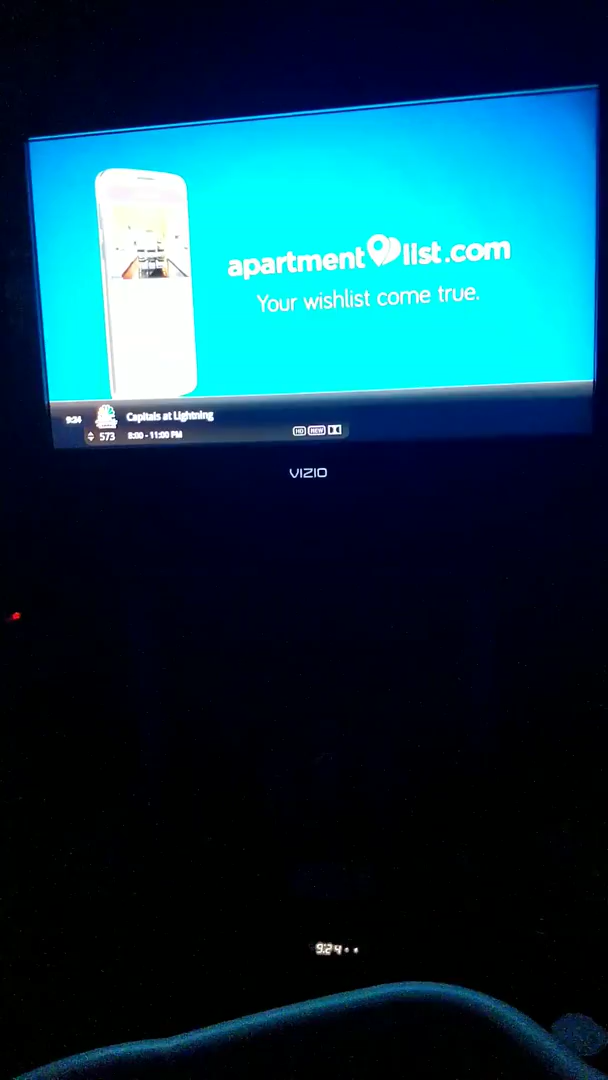 apartment list.com
Your wishlist come true.
9:24
Capitals at Lightning
573 8:00 - 11:00 PM HD NEW
VIZIO
9:24